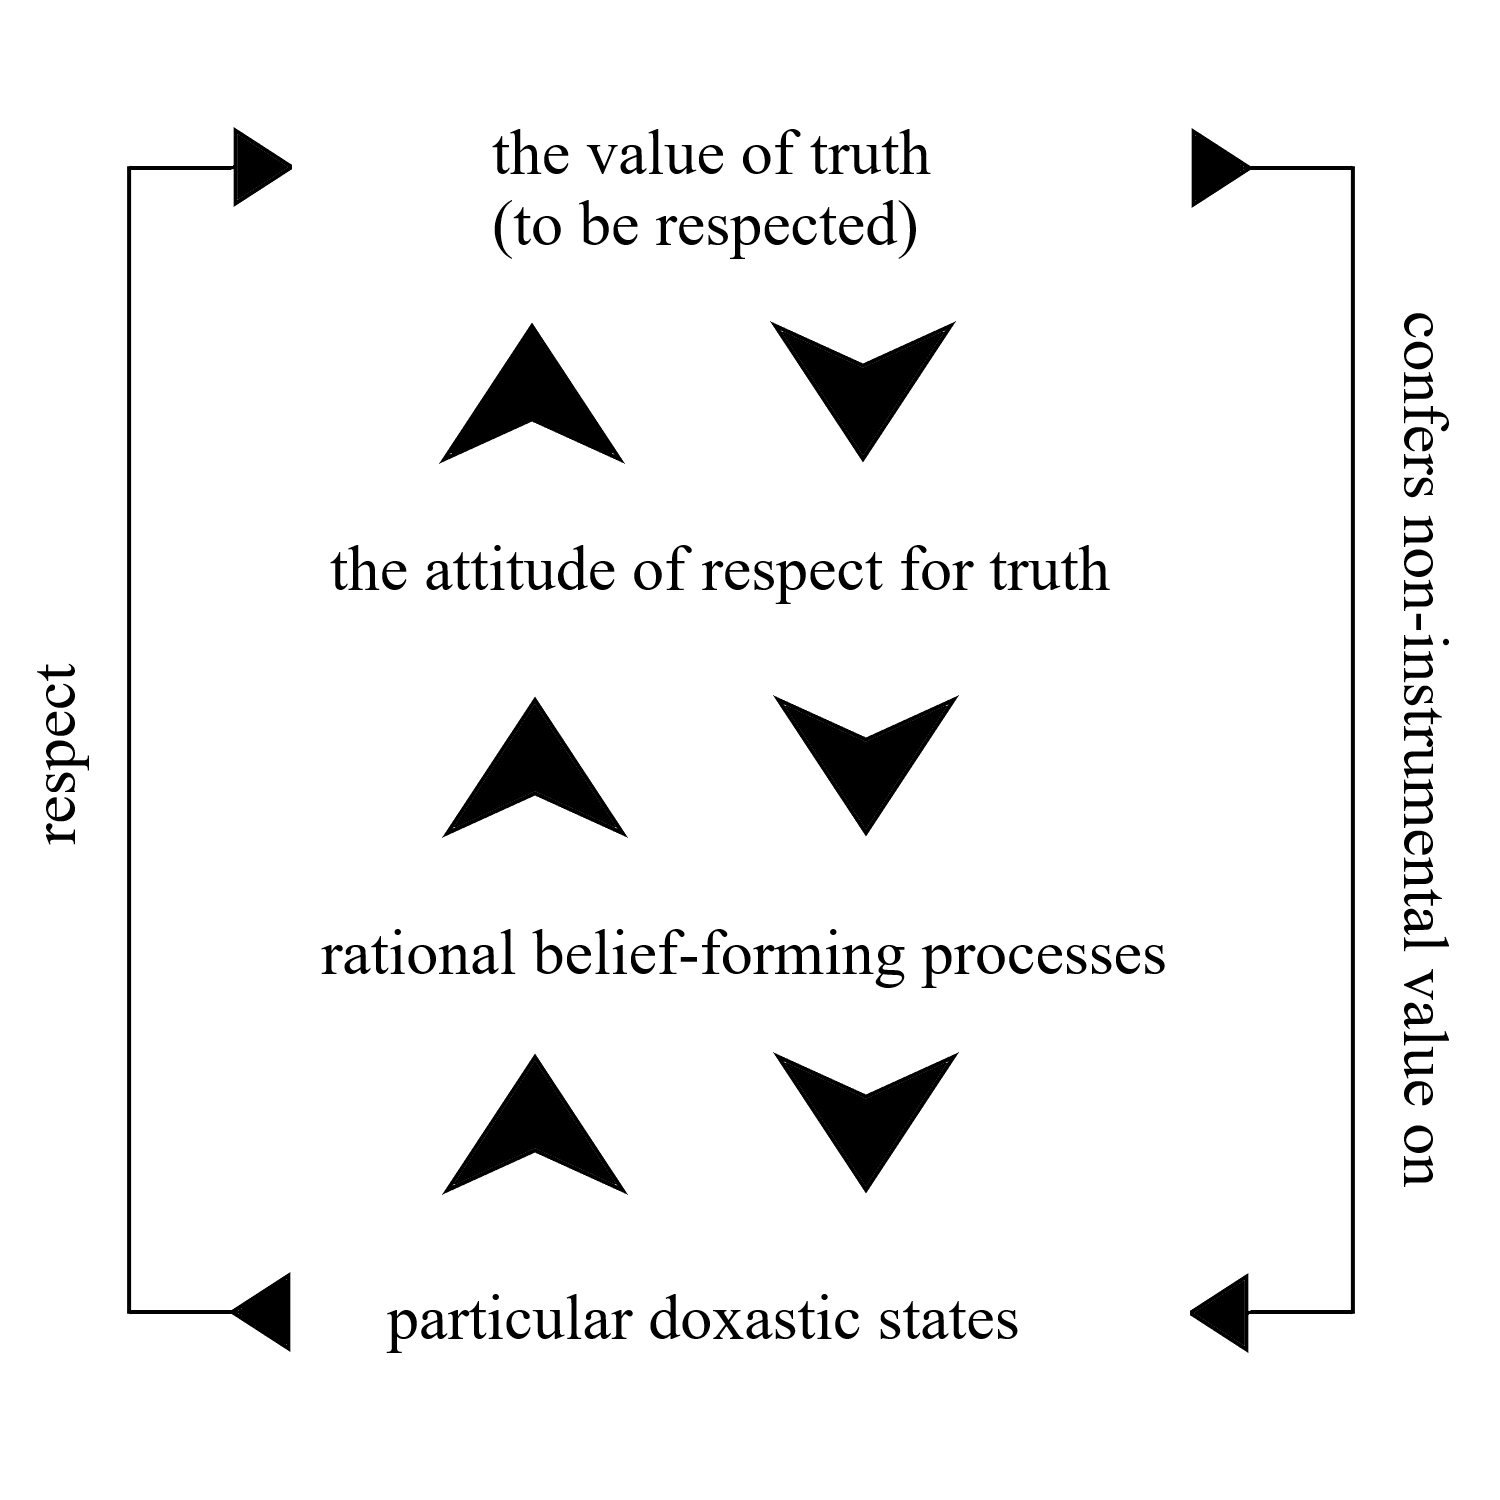 the value of truth
(to be respected)
the attitude of respect for truth
respect
confers non-instrumental value on
rational belief-forming processes
particular doxastic states